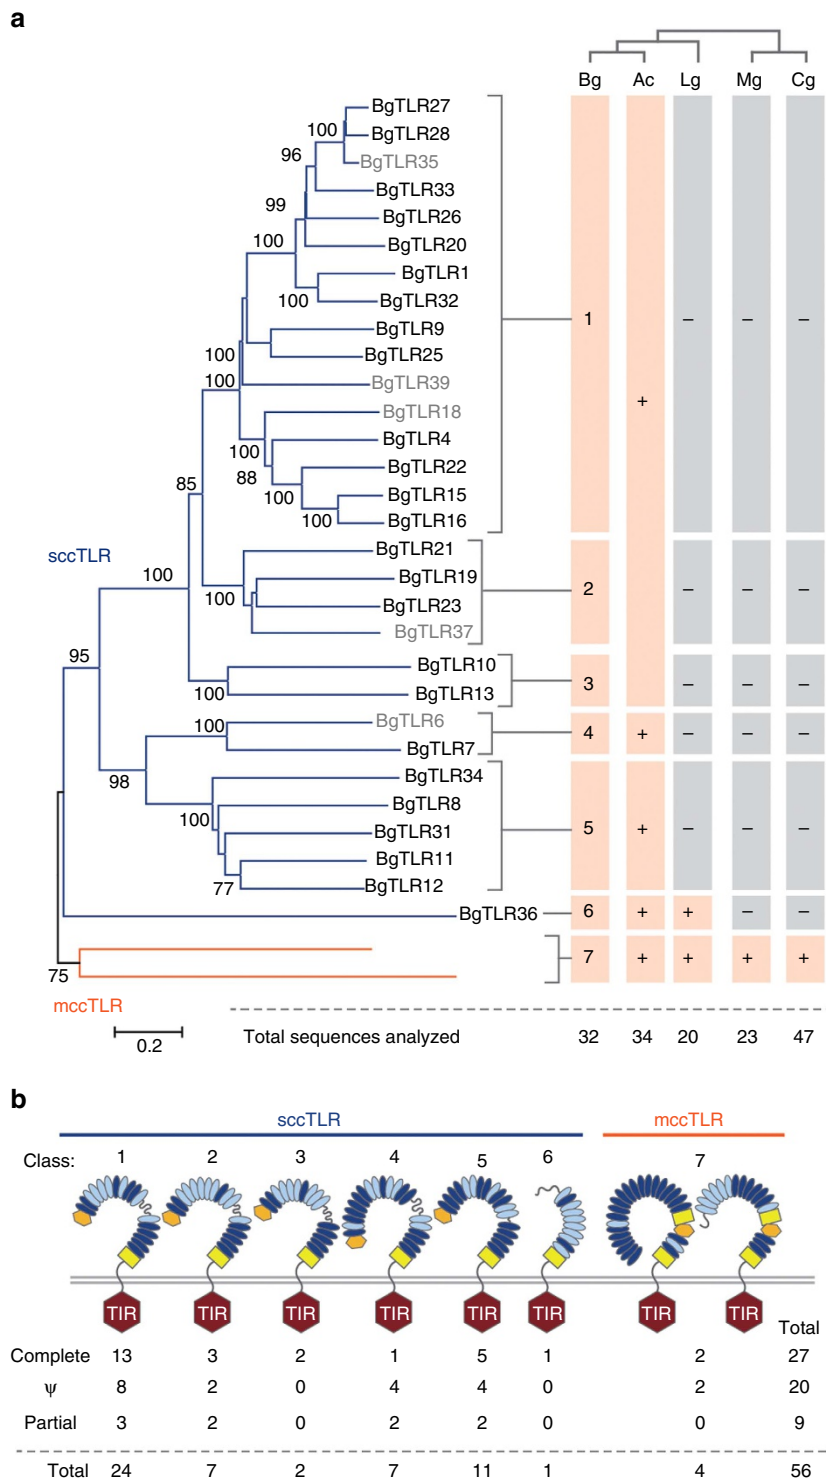 a
Bg Ac Lg Mg Cg
BgTLR27
100 BgTLR28
96 BgTLR35
BgTLR33
99 BgTLR26
100 BgTLR20
BgTLR1
100 BgTLR32
1 – – –
BgTLR9
100 BgTLR25
100 BgTLR39
+
BgTLR18
100 BgTLR4
88 BgTLR22
85 100 BgTLR15
100 BgTLR16
sccTLR
BgTLR21
100 BgTLR19
2 – – –
100 BgTLR23
BgTLR37
95 BgTLR10
3 – – –
100 BgTLR13
100 BgTLR6
4 + – – –
BgTLR7
98 BgTLR34
BgTLR8
100 BgTLR31
5 + – – –
BgTLR11
77 BgTLR12
BgTLR36 6 + + – –
7 + + + +
75
mccTLR
0.2
Total sequences analyzed 32 34 20 23 47
b
sccTLR mccTLR
Class: 1 2 3 4 5 6 7
TIR TIR TIR TIR TIR TIR TIR TIR
Total
Complete 13 3 2 1 5 1 2 27
ψ 8 2 0 4 4 0 2 20
Partial 3 2 0 2 2 0 0 9
Total 24 7 2 7 11 1 4 56